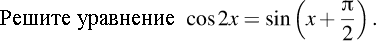 Решите уравнение cos 2x = sin(x + π/2).